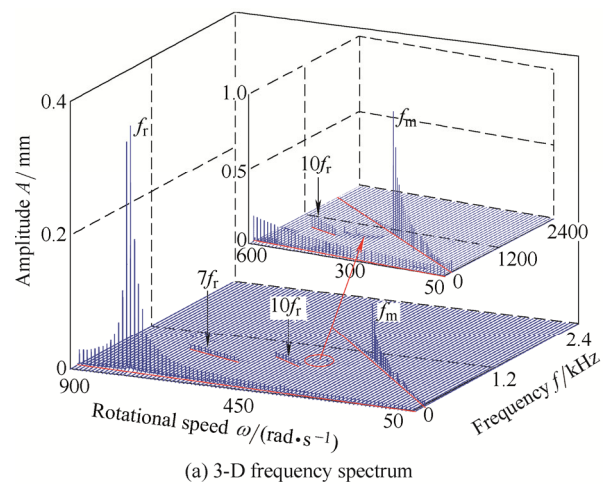 Amplitude A / mm
0.4
0.2
0
f_r
7f_r
10f_r
f_m
1.0
0.5
0
10f_r
f_m
600
300
50
0
1200
2400
900
450
50
0
1.2
2.4
Rotational speed ω/(rad•s⁻¹)
Frequency f/kHz
(a) 3-D frequency spectrum